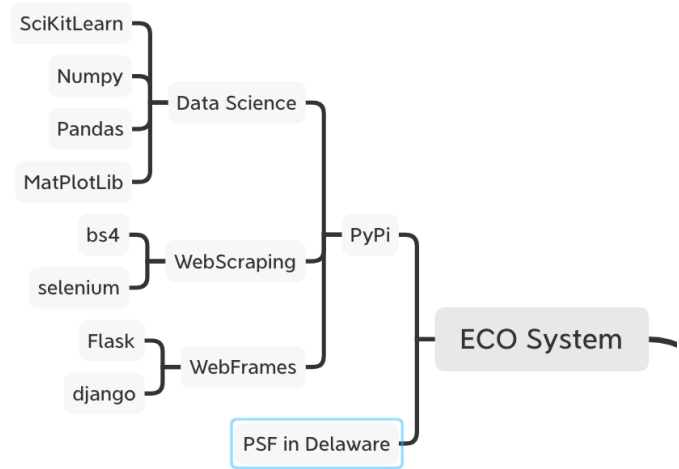 SciKitLearn
Numpy
Data Science
Pandas
MatPlotLib
bs4
PyPi
WebScraping
selenium
Flask
ECO System
WebFrames
django
PSF in Delaware